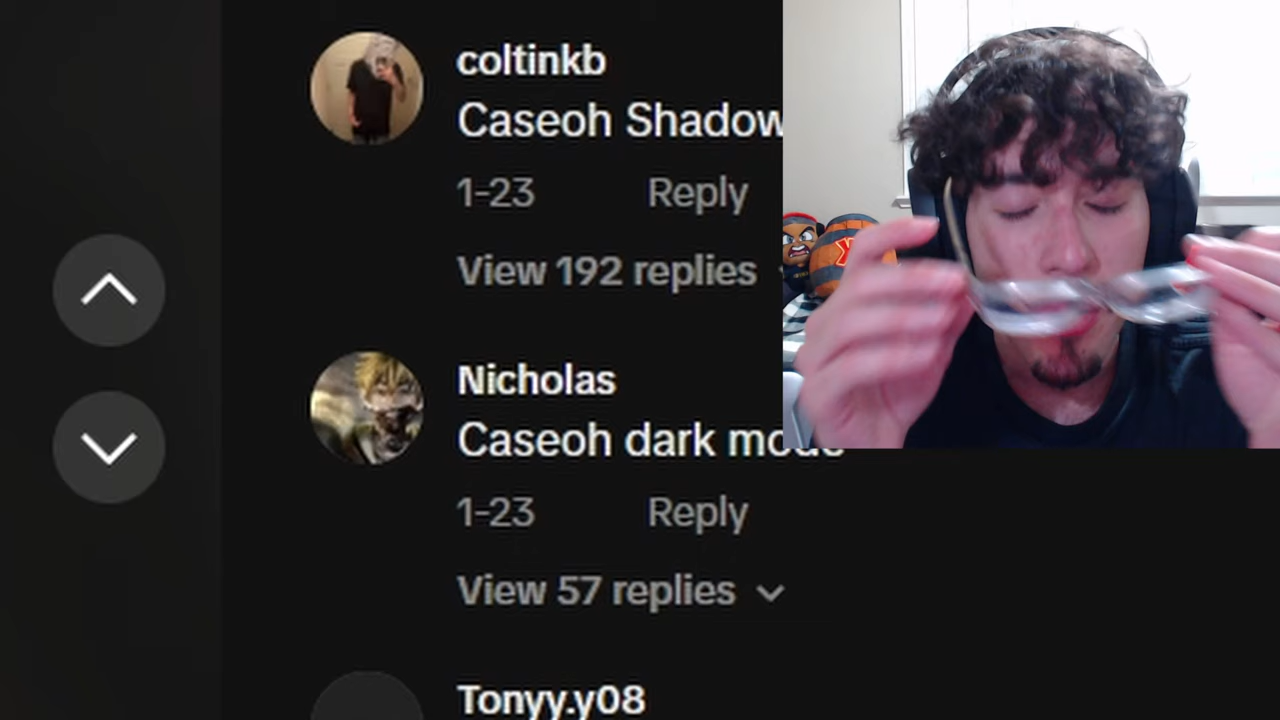 coltinkb
Caseoh Shadow
1-23 Reply
View 192 replies
Nicholas
Caseoh dark mode
1-23 Reply
View 57 replies
Tonyy.y08